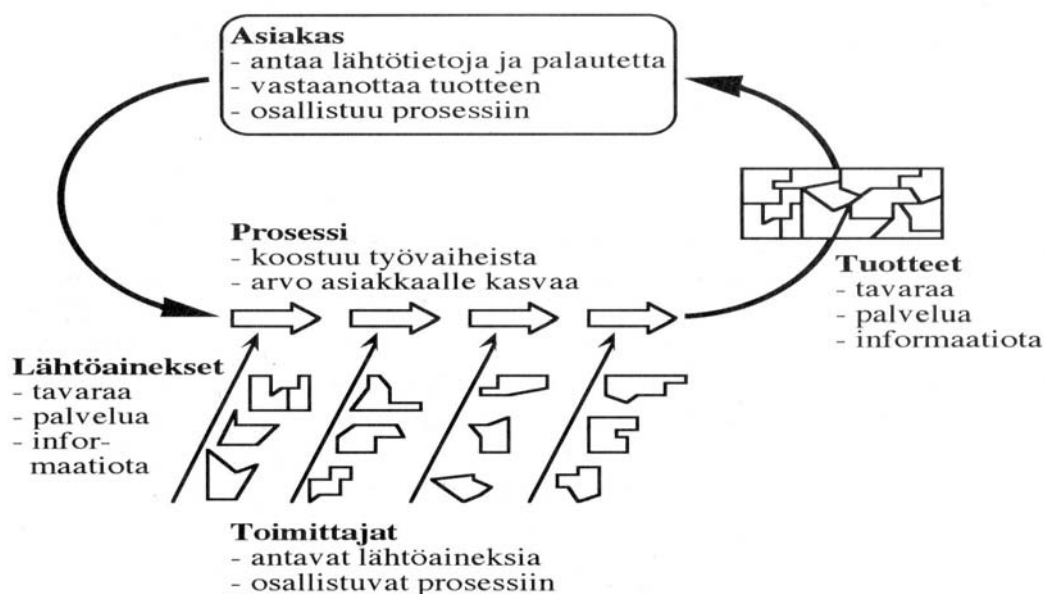 Asiakas
- antaa lähtötietoja ja palautetta
- vastaanottaa tuotteen
- osallistuu prosessiin
Prosessi
- koostuu työvaiheista
- arvo asiakkaalle kasvaa
Tuotteet
- tavaraa
- palvelua
- informaatiota
Lähtöainekset
- tavaraa
- palvelua
- infor-
maatiota
Toimittajat
- antavat lähtöaineksia
- osallistuvat prosessiin